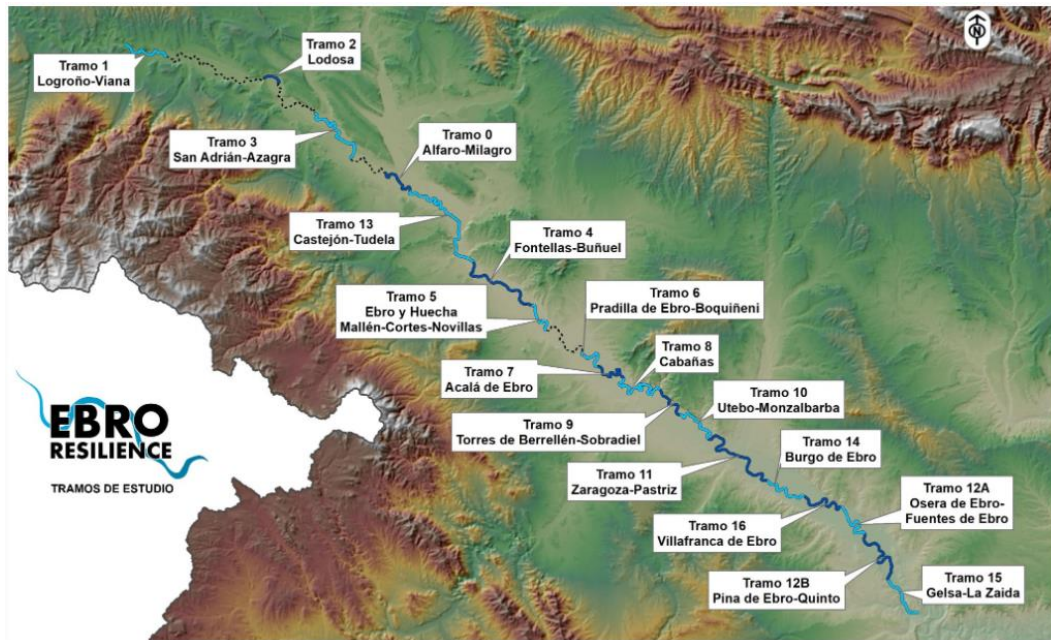 N
Tramo 1
Logroño-Viana
Tramo 2
Lodosa
Tramo 3
San Adrián-Azagra
Tramo 0
Alfaro-Milagro
Tramo 13
Castejón-Tudela
Tramo 4
Fontellas-Buñuel
Tramo 5
Ebro y Huecha
Mallén-Cortes-Novillas
Tramo 6
Pradilla de Ebro-Boquiñeni
Tramo 7
Acalá de Ebro
Tramo 8
Cabañas
Tramo 9
Torres de Berrellén-Sobradiel
Tramo 10
Utebo-Monzalbarba
Tramo 11
Zaragoza-Pastriz
Tramo 14
Burgo de Ebro
Tramo 16
Villafranca de Ebro
Tramo 12A
Osera de Ebro-
Fuentes de Ebro
Tramo 12B
Pina de Ebro-Quinto
Tramo 15
Gelsa-La Zaida
EBRO
RESILIENCE
TRAMOS DE ESTUDIO